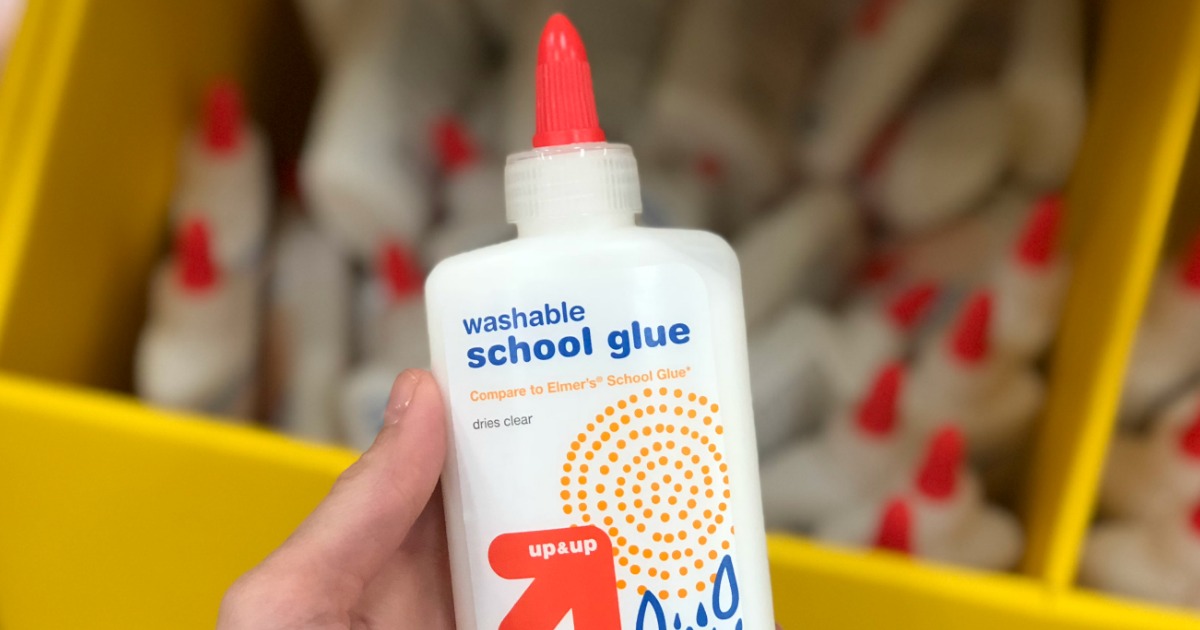 washable
school glue
Compare to Elmer's® School Glue*
dries clear
up&up